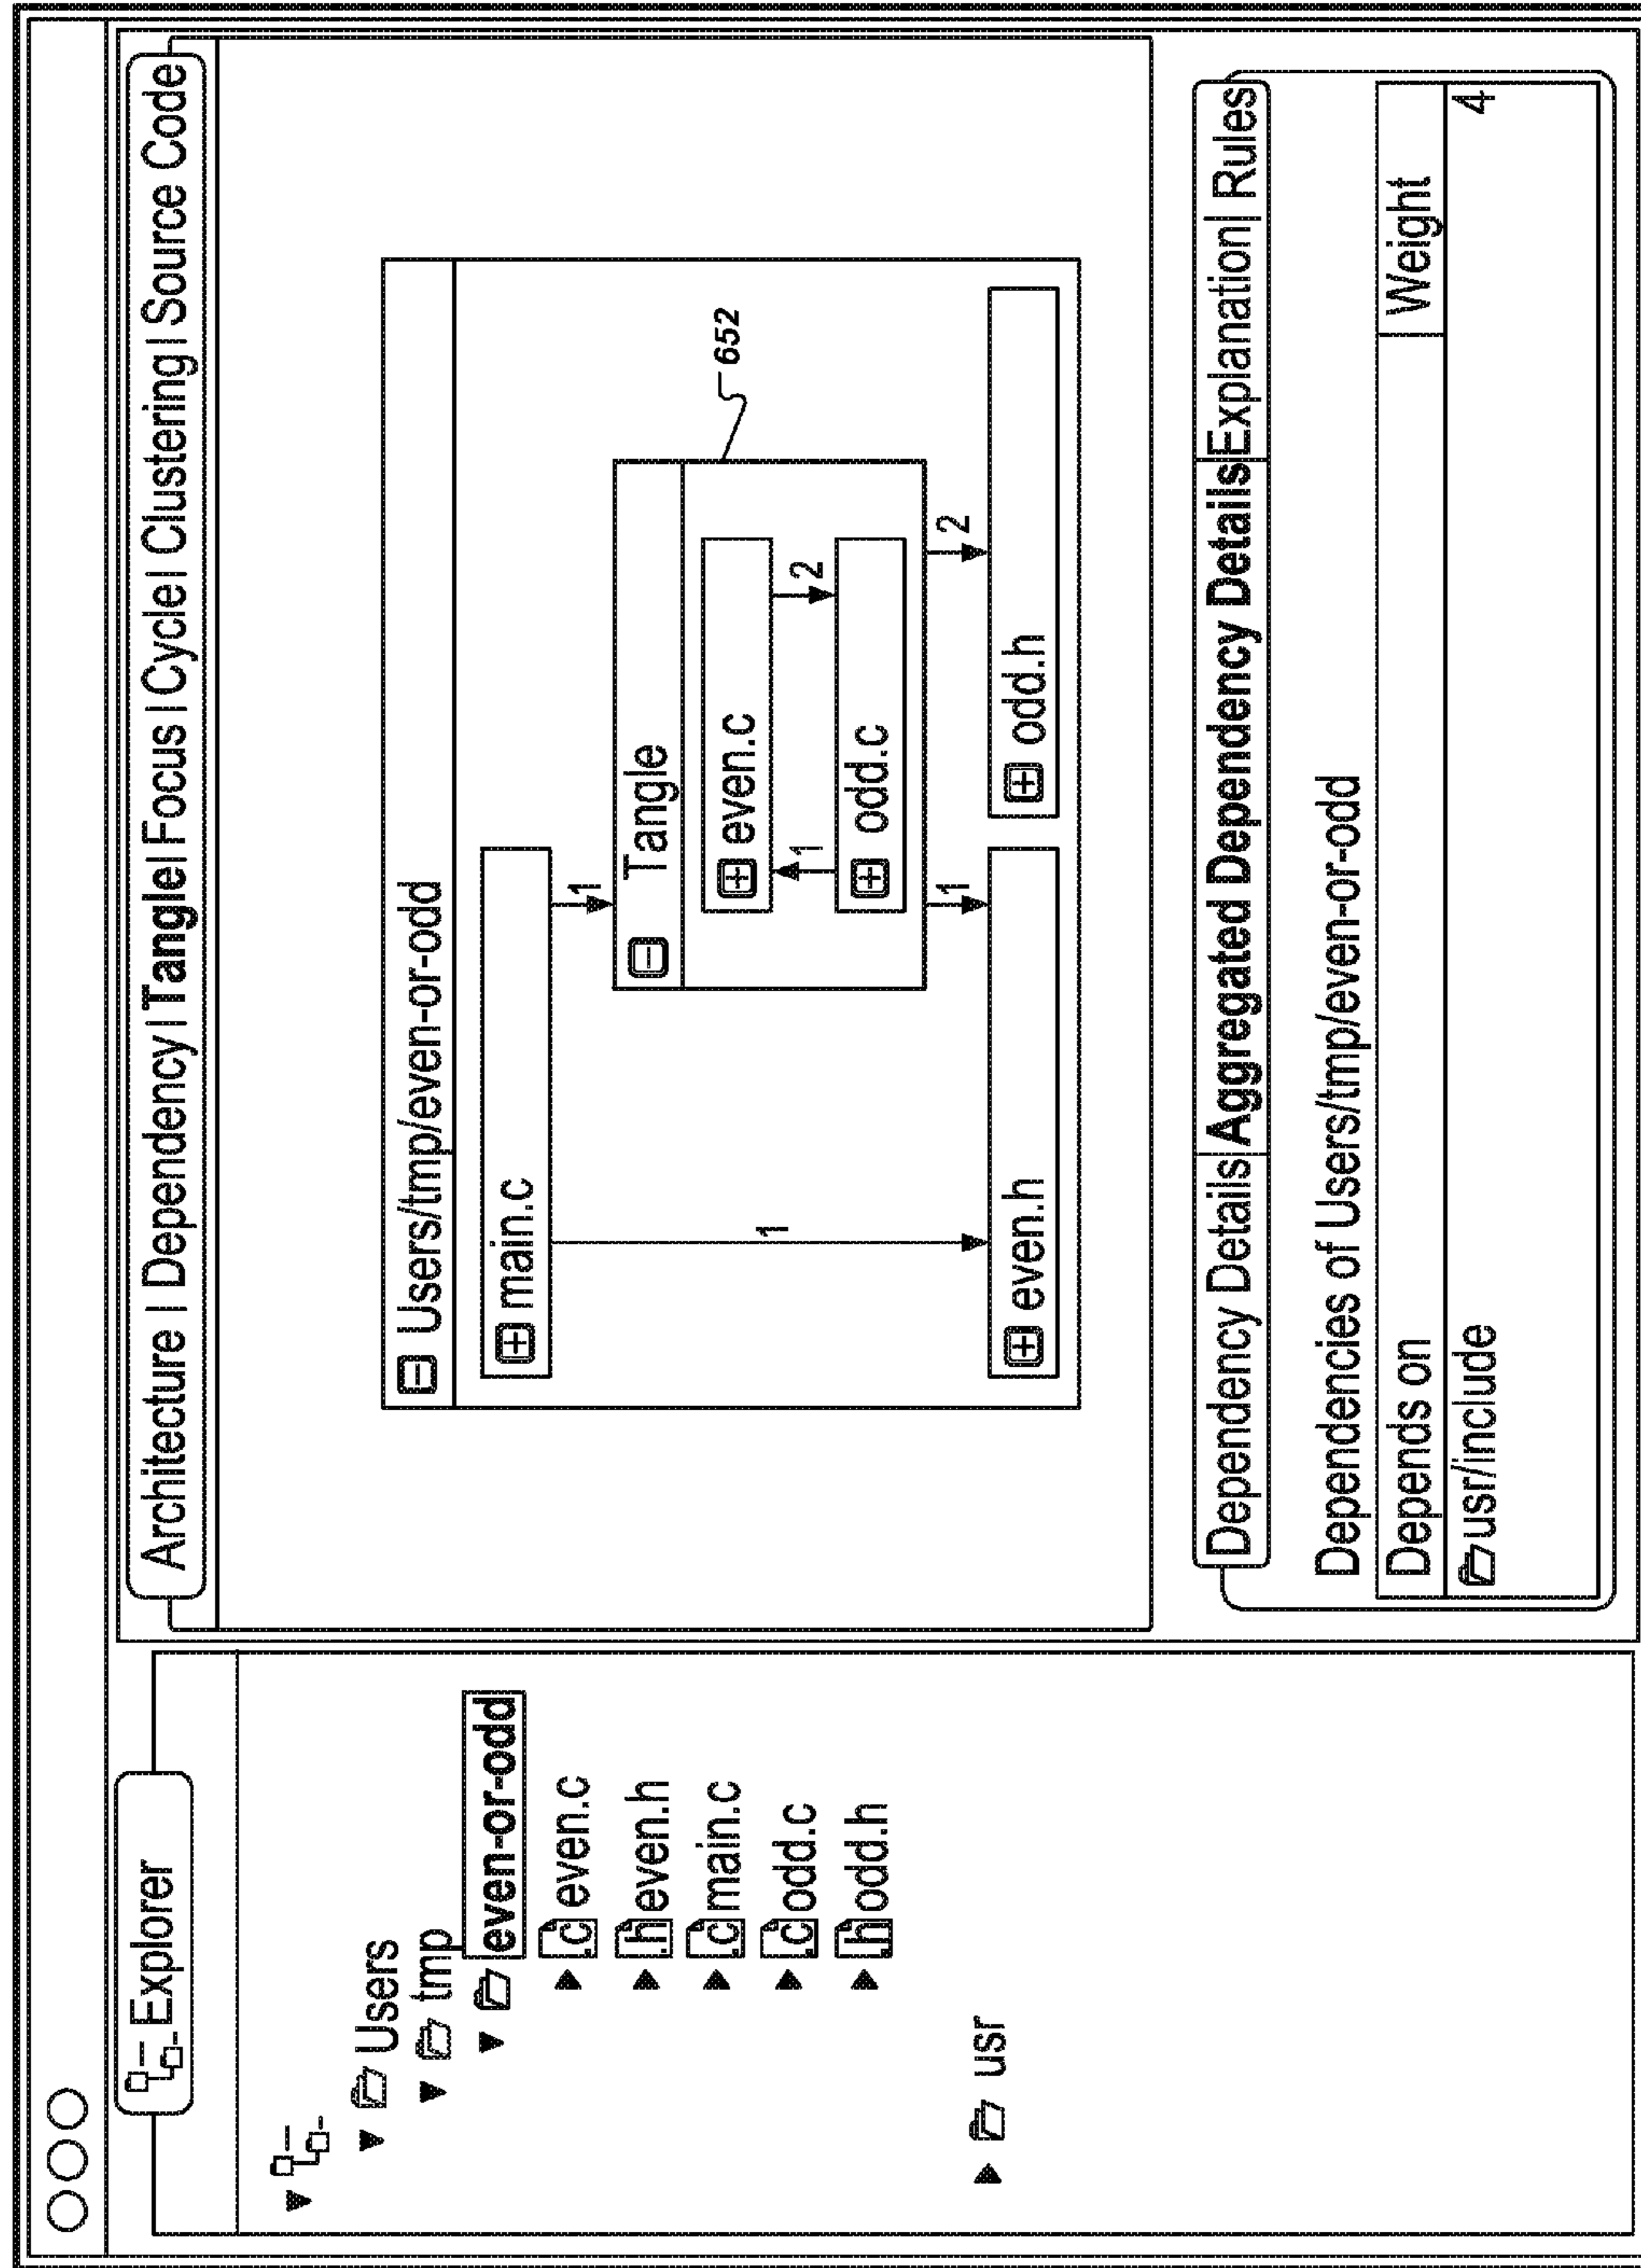 Explorer
Users
tmp
even-or-odd
.c even.c
.h even.h
.c main.c
.c odd.c
.h odd.h
usr
Architecture | Dependency | Tangle | Focus | Cycle | Clustering | Source Code
Users/tmp/even-or-odd
main.c
1
Tangle
652
even.c
1
2
odd.c
1
1
2
even.h
odd.h
Dependency Details Aggregated Dependency Details Explanation | Rules
Dependencies of Users/tmp/even-or-odd
Depends on Weight
usr/include 4